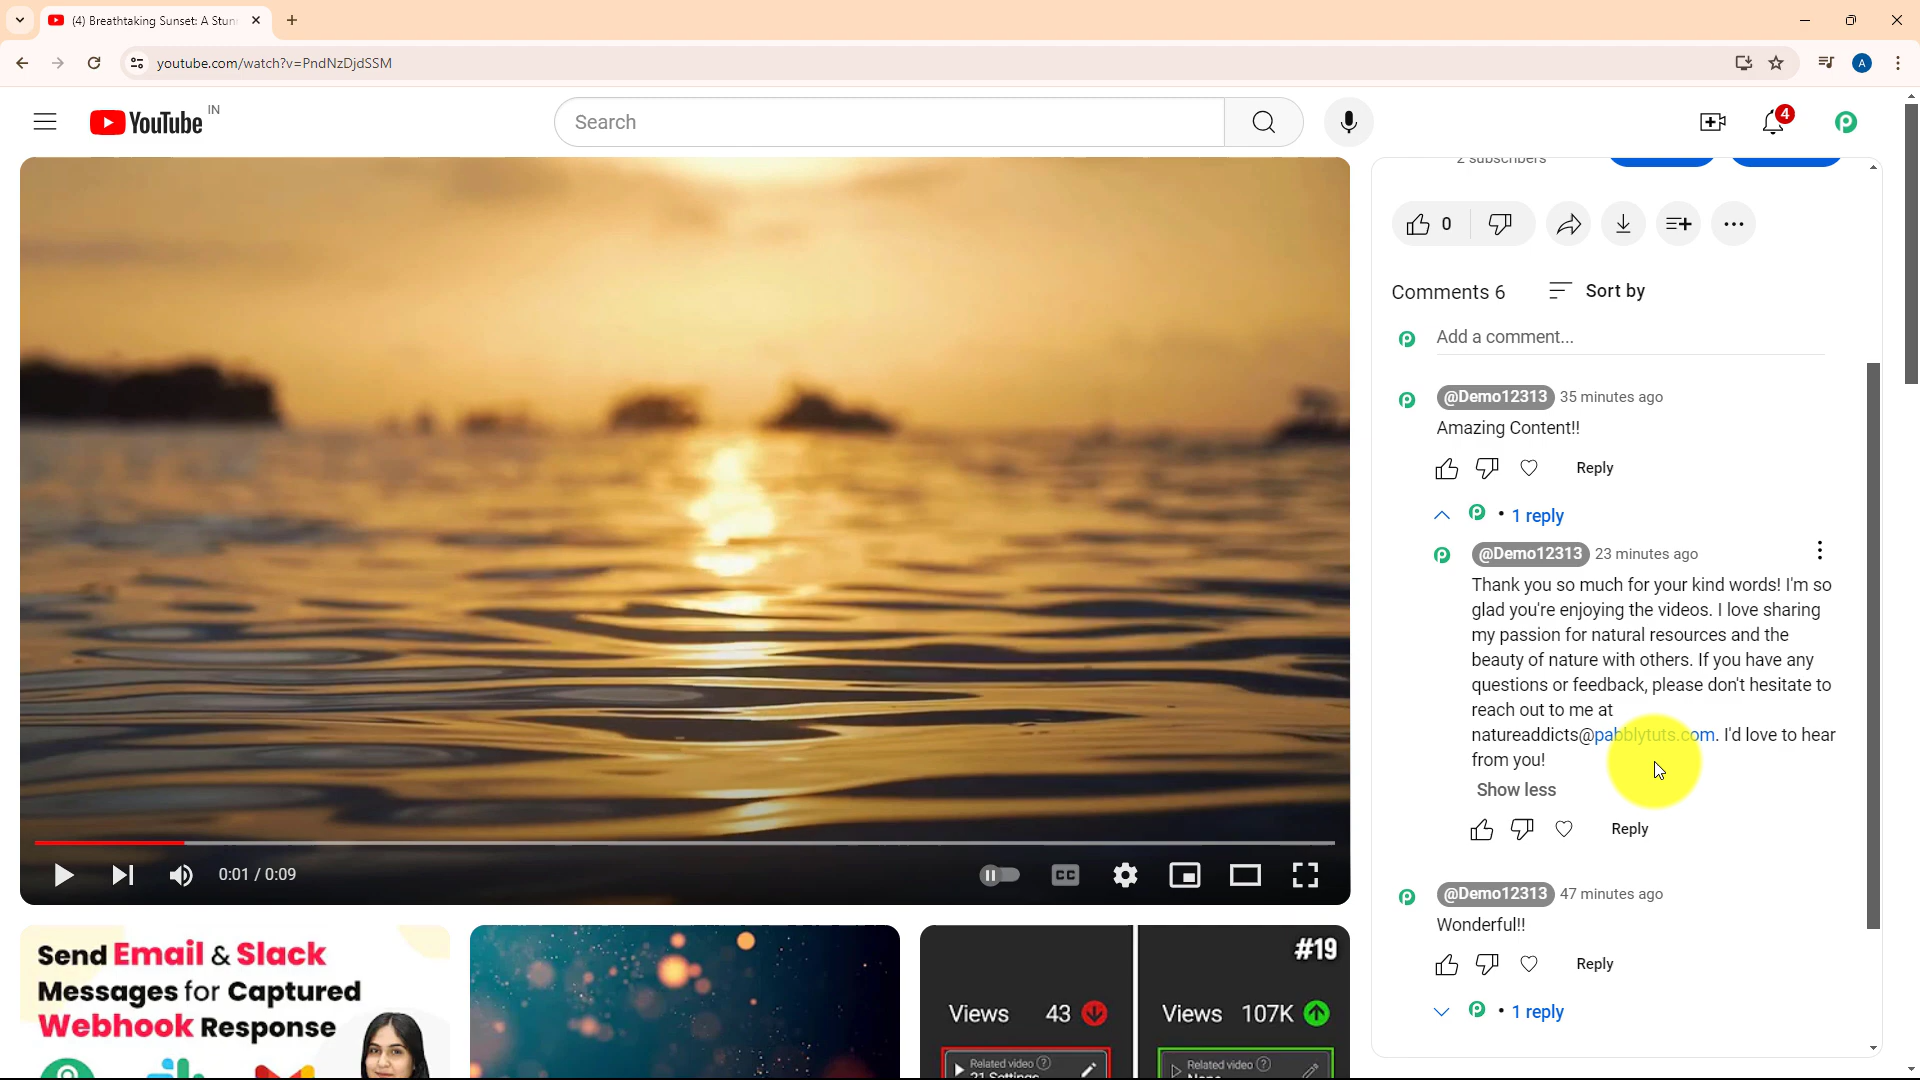 (4) Breathtaking Sunset: A Stun
youtube.com/watch?v=PndNzDjdSSM
A
YouTube IN
Search
4
2 subscribers
0
Comments 6
Sort by
Add a comment...
@Demo12313 35 minutes ago
Amazing Content!!
Reply
• 1 reply
@Demo12313 23 minutes ago
Thank you so much for your kind words! I'm so
glad you're enjoying the videos. I love sharing
my passion for natural resources and the
beauty of nature with others. If you have any
questions or feedback, please don't hesitate to
reach out to me at
natureaddicts@pabblytuts.com. I'd love to hear
from you!
Show less
Reply
@Demo12313 47 minutes ago
Wonderful!!
Reply
• 1 reply
0:01 / 0:09
CC
Send Email & Slack
Messages for Captured
Webhook Response
#19
Views 43
Views 107K
Related video
21 Settings
Related video
None